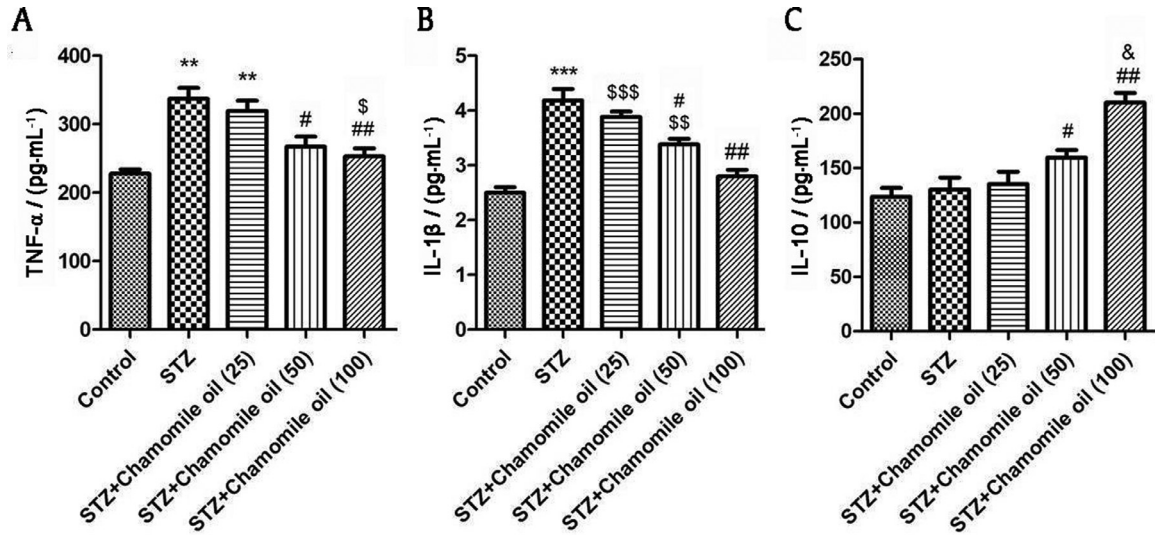 A
TNF-α / (pg·mL⁻¹)
400
300
200
100
0
**
**
#
$
##
Control
STZ
STZ+Chamomile oil (25)
STZ+Chamomile oil (50)
STZ+Chamomile oil (100)
B
IL-1β / (pg·mL⁻¹)
5
4
3
2
1
0
***
$$$
#
$$
##
Control
STZ
STZ+Chamomile oil (25)
STZ+Chamomile oil (50)
STZ+Chamomile oil (100)
C
IL-10 / (pg·mL⁻¹)
250
200
150
100
50
0
#
&
##
Control
STZ
STZ+Chamomile oil (25)
STZ+Chamomile oil (50)
STZ+Chamomile oil (100)